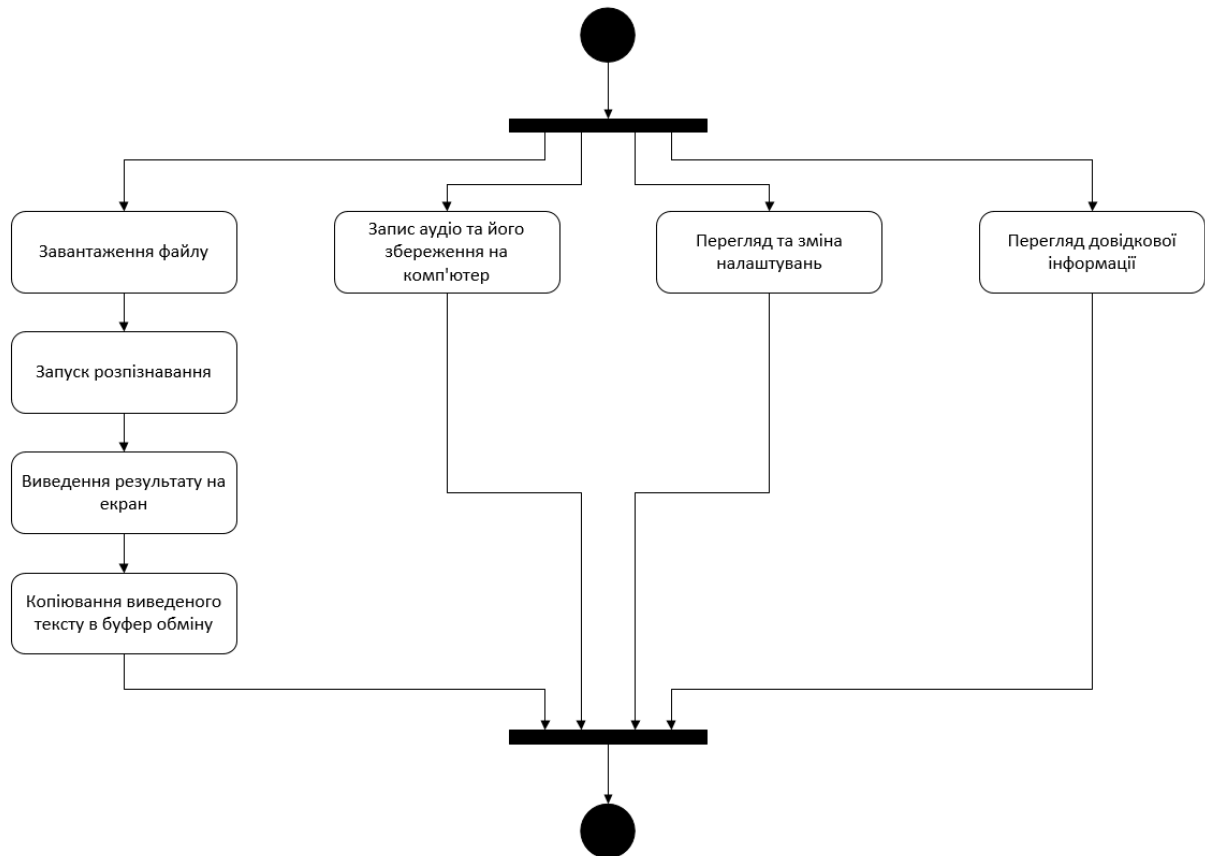 Завантаження файлу
Запис аудіо та його
збереження на
комп'ютер
Перегляд та зміна
налаштувань
Перегляд довідкової
інформації
Запуск розпізнавання
Виведення результату на
екран
Копіювання виведеного
тексту в буфер обміну